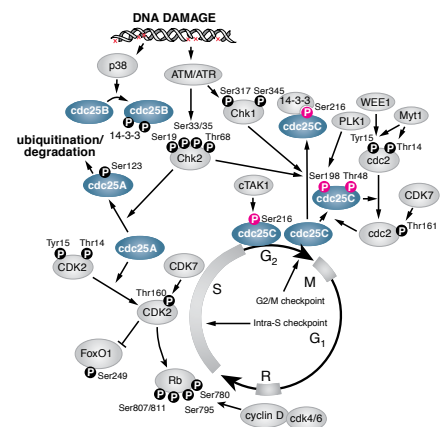 DNA DAMAGE
p38
ATM/ATR
Ser317 Ser345
P P
Chk1
14-3-3
P Ser216
cdc25C
WEE1
Myt1
PLK1
Tyr15 P P Thr14
cdc2
cdc25B
cdc25B
P P
14-3-3
Ser33/35
Ser19 Thr68
P P P P
Chk2
ubiquitination/
degradation
Ser123
P
cdc25A
Ser198 Thr48
P P
cdc25C
cTAK1
CDK7
P Ser216
cdc25C
cdc25C
cdc2 P
Thr161
cdc25A
Tyr15 Thr14
P P
CDK2
CDK7
Thr160
P
CDK2
G2
S
M
G2/M checkpoint
Intra-S checkpoint
G1
FoxO1
P
Ser249
Rb
P P P P
Ser780
Ser795
Ser807/811
R
cyclin D
cdk4/6